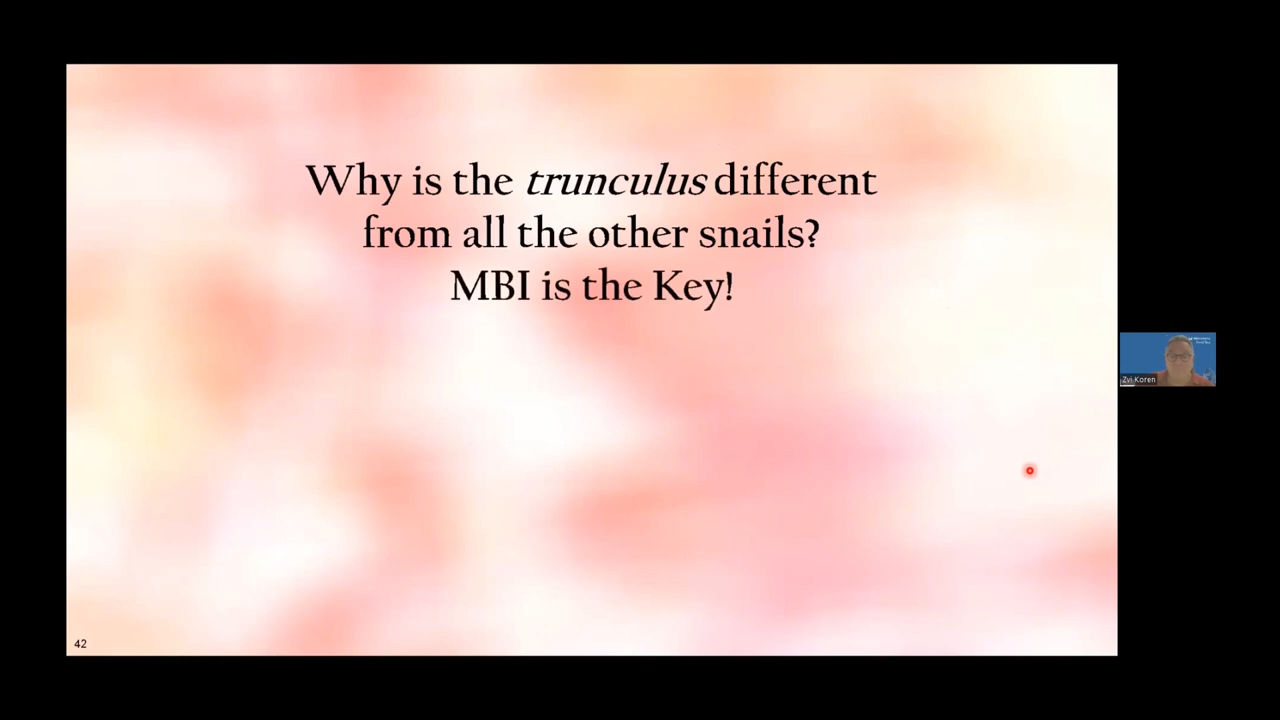 Why is the trunculus different
from all the other snails?
MBI is the Key!
Zvi Koren
42